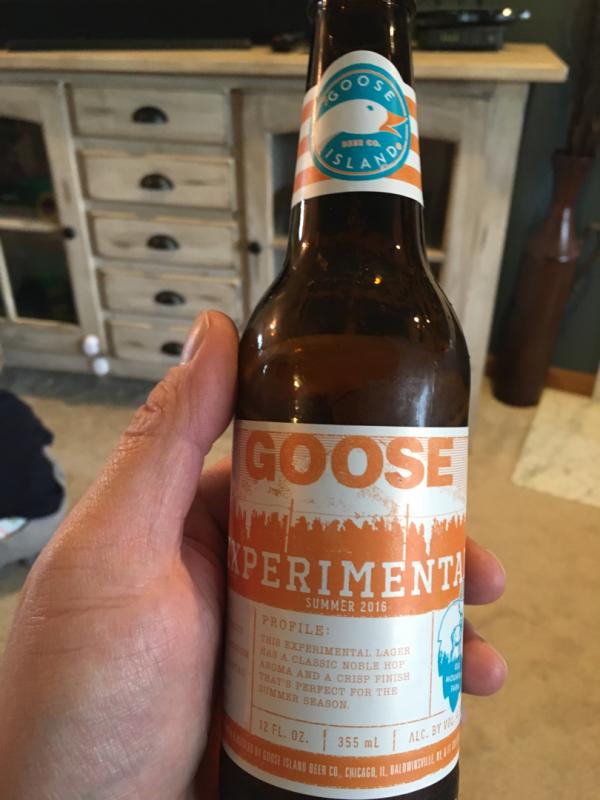 GOOSE
BEER CO.
ISLAND
GOOSE
EXPERIMENTA
SUMMER 2016
PROFILE:
THIS EXPERIMENTAL LAGER
HAS A CLASSIC NOBLE HOP
AROMA AND A CRISP FINISH
THAT'S PERFECT FOR THE
SUMMER SEASON.
12 FL. OZ. 355 mL ALC. BY VOL
GOOSE ISLAND BEER CO., CHICAGO, IL, BALDWINSVILLE, NY,